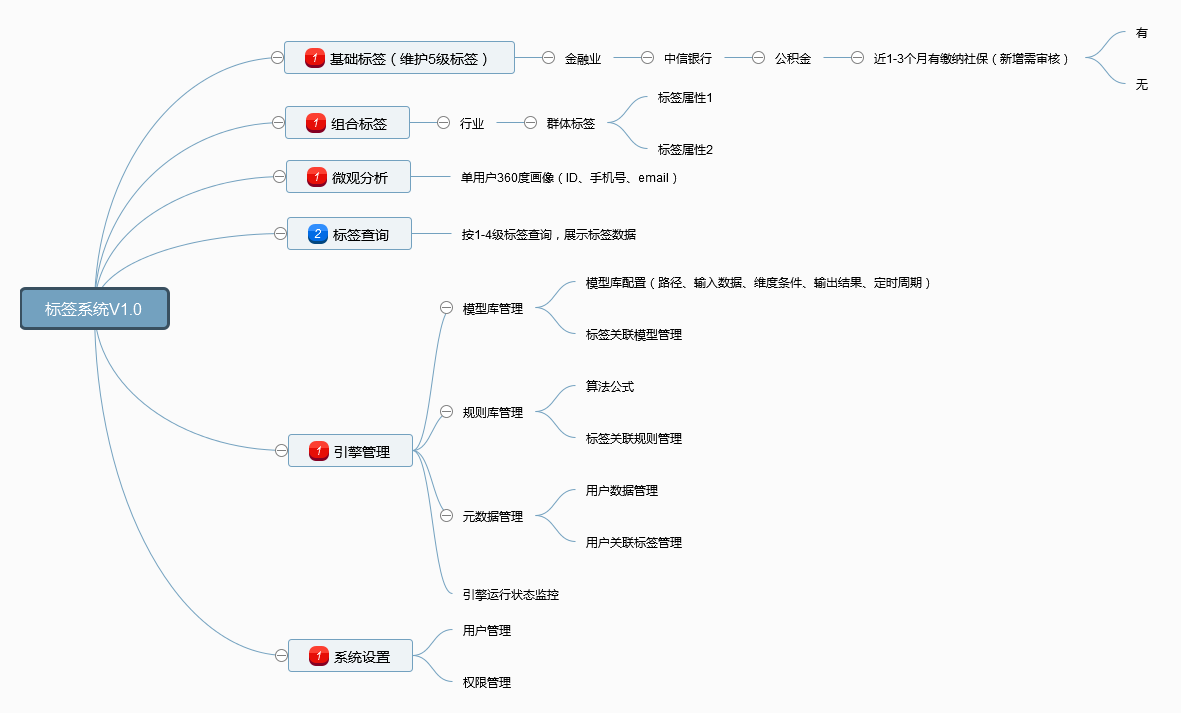 标签系统V1.0
1 基础标签（维护5级标签）
金融业
中信银行
公积金
近1-3个月有缴纳社保（新增需审核）
有
无
1 组合标签
行业
群体标签
标签属性1
标签属性2
1 微观分析
单用户360度画像（ID、手机号、email）
2 标签查询
按1-4级标签查询，展示标签数据
1 引擎管理
模型库管理
模型库配置（路径、输入数据、维度条件、输出结果、定时周期）
标签关联模型管理
规则库管理
算法公式
标签关联规则管理
元数据管理
用户数据管理
用户关联标签管理
引擎运行状态监控
1 系统设置
用户管理
权限管理